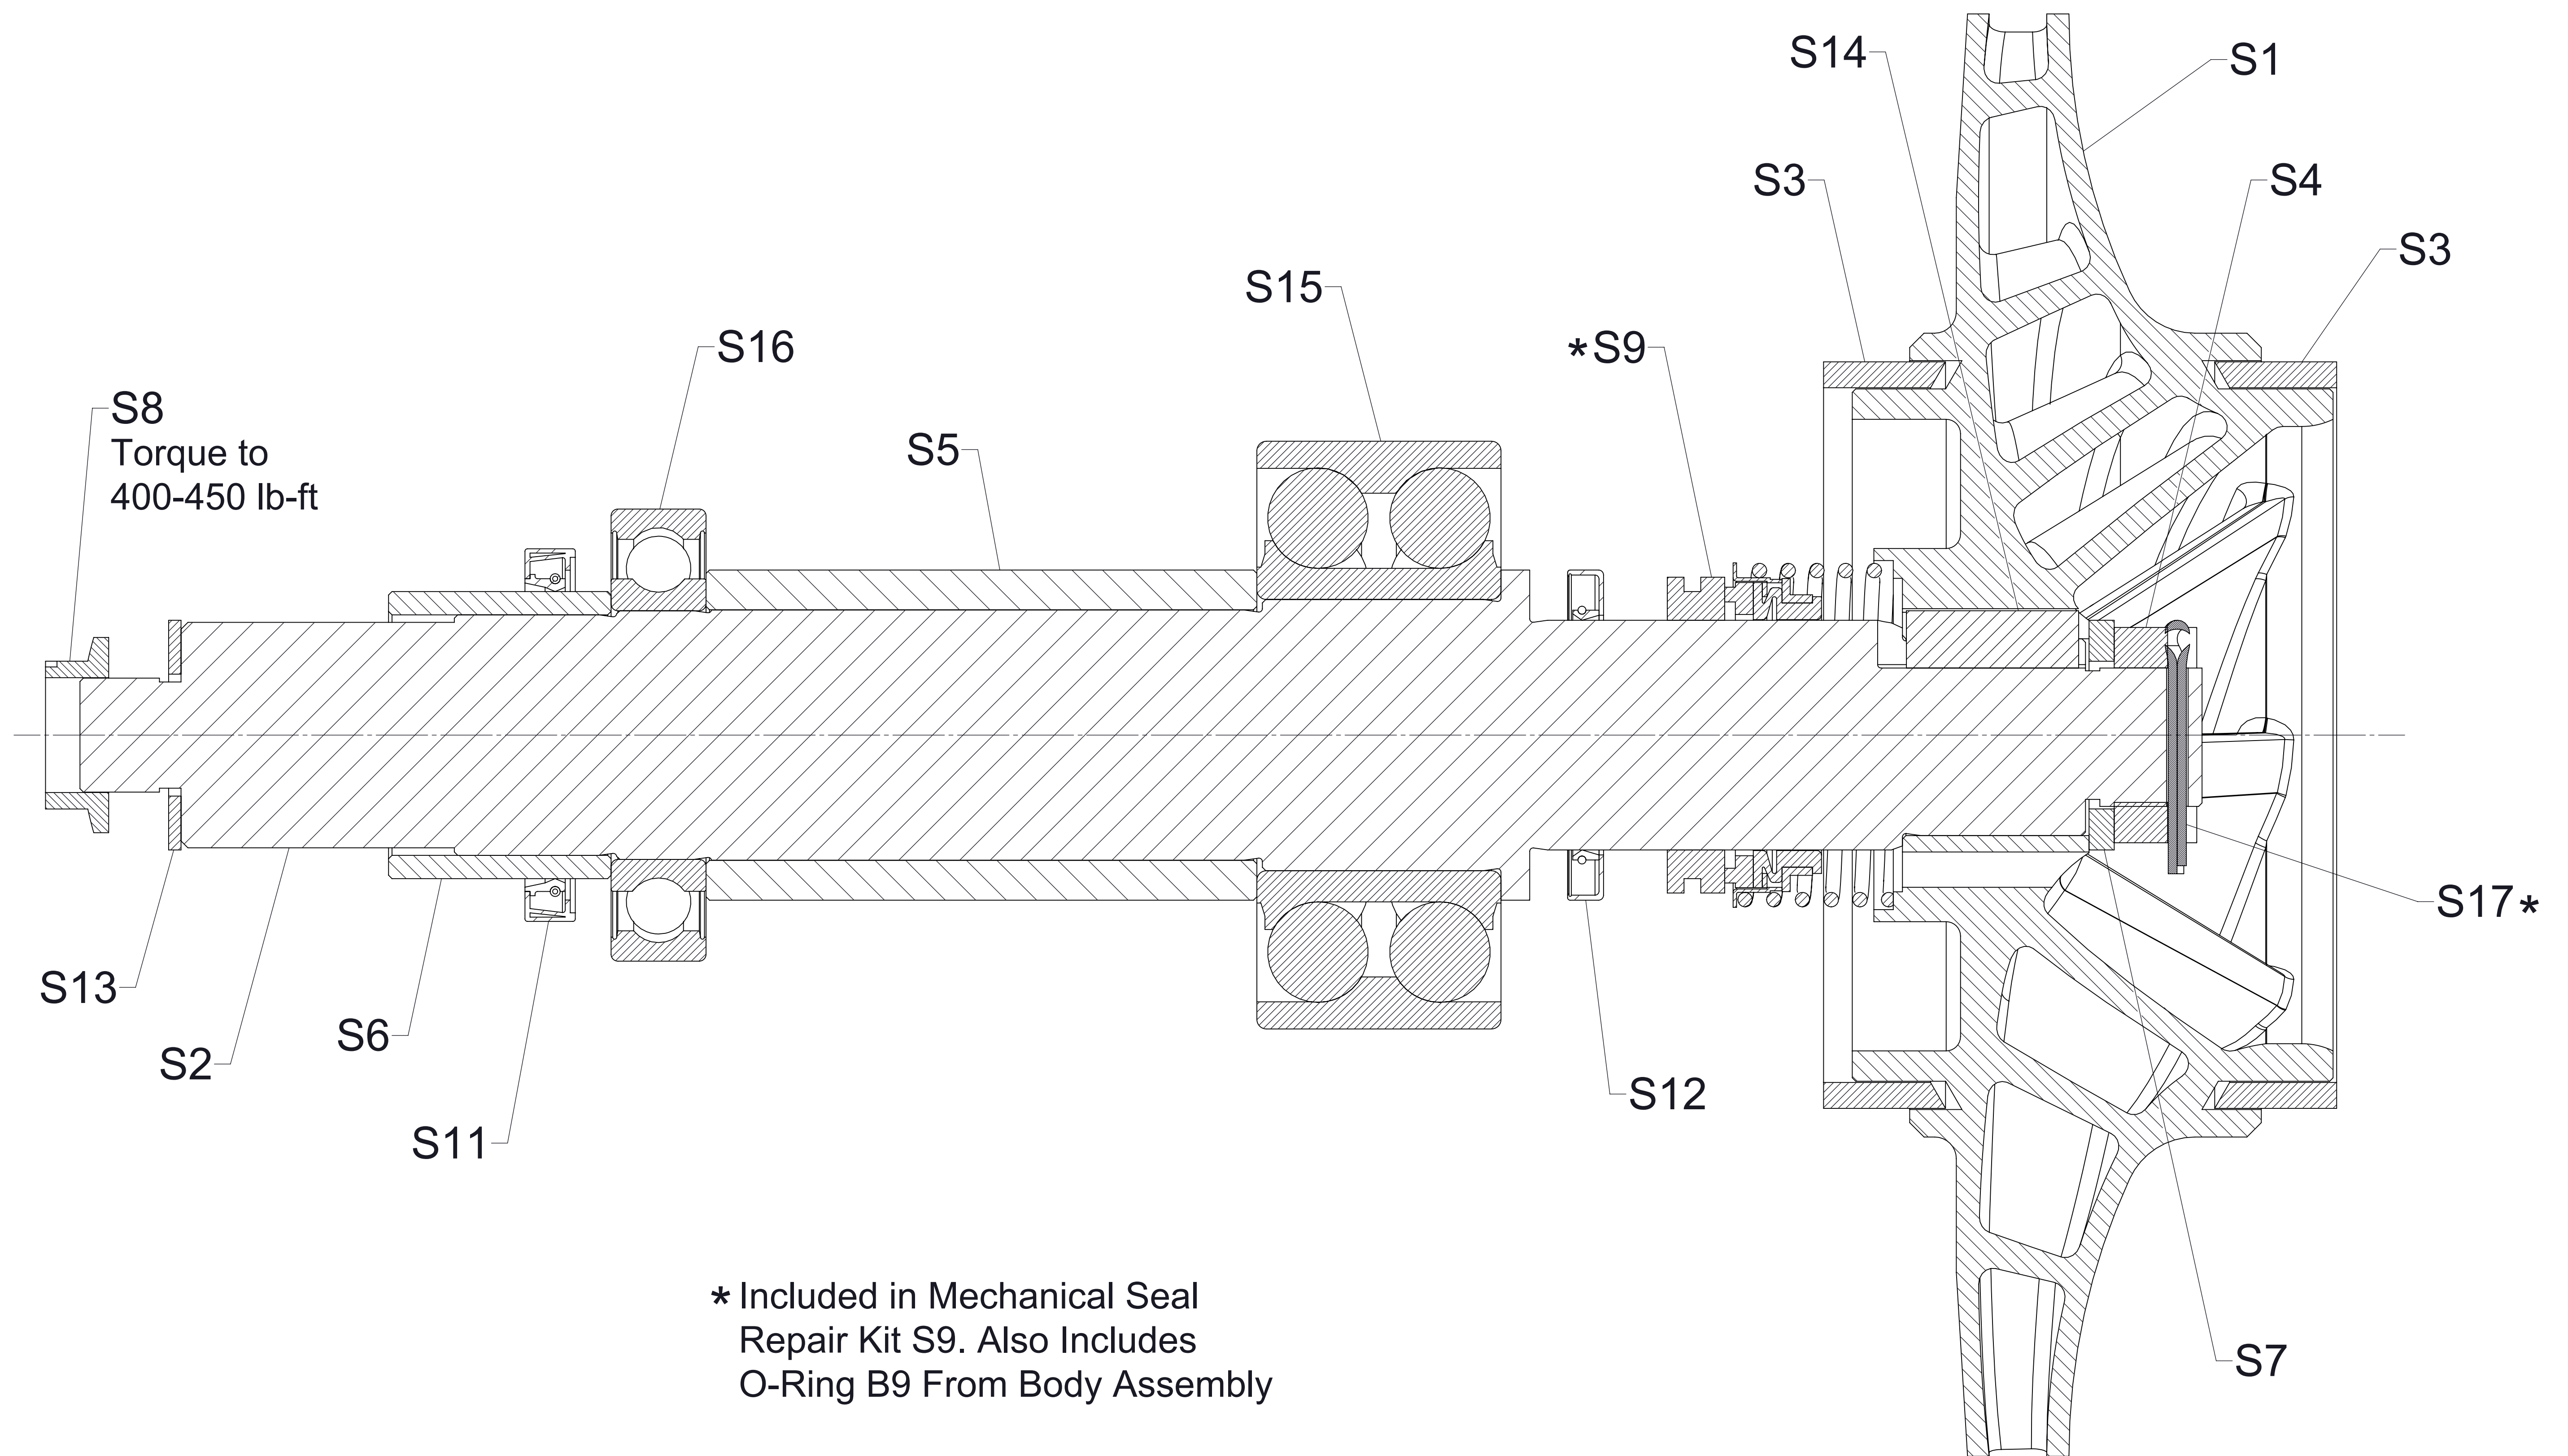 S14
S1
S3
S4
S3
S15
*S9
S16
S8
Torque to
400-450 lb-ft
S5
S17*
S13
S6
S2
S12
S11
* Included in Mechanical Seal
Repair Kit S9. Also Includes
O-Ring B9 From Body Assembly
S7